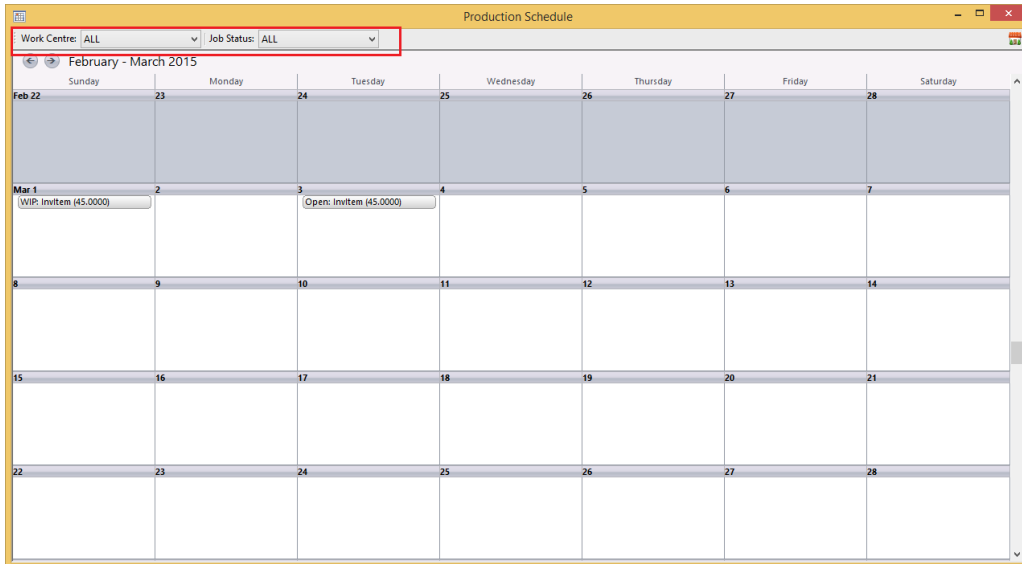 Production Schedule
Work Centre: ALL Job Status: ALL
February - March 2015
Sunday Monday Tuesday Wednesday Thursday Friday Saturday
Feb 22 23 24 25 26 27 28
Mar 1 2 3 4 5 6 7
WIP: InvItem (45.0000) Open: InvItem (45.0000)
8 9 10 11 12 13 14
15 16 17 18 19 20 21
22 23 24 25 26 27 28